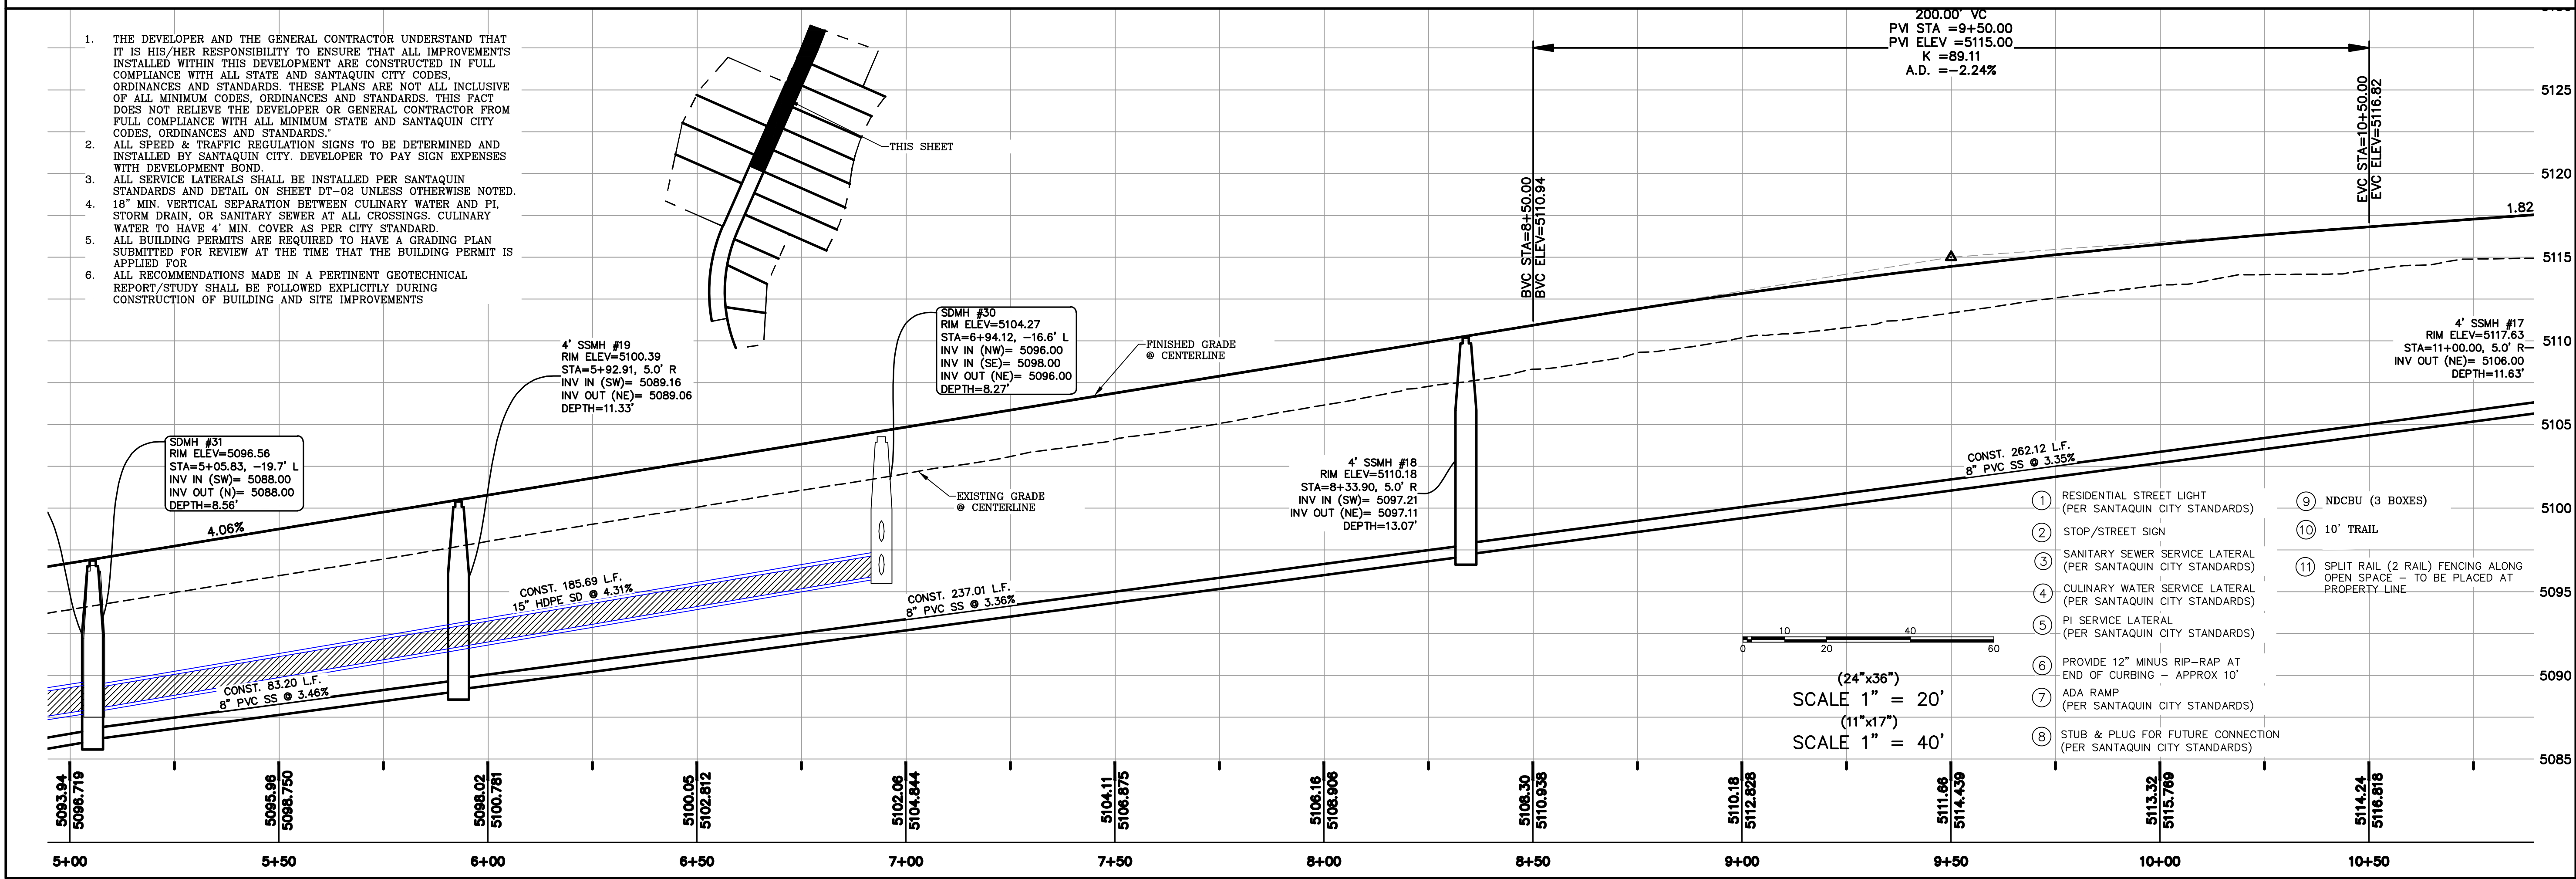 1. THE DEVELOPER AND THE GENERAL CONTRACTOR UNDERSTAND THAT
IT IS HIS/HER RESPONSIBILITY TO ENSURE THAT ALL IMPROVEMENTS
INSTALLED WITHIN THIS DEVELOPMENT ARE CONSTRUCTED IN FULL
COMPLIANCE WITH ALL STATE AND SANTAQUIN CITY CODES,
ORDINANCES AND STANDARDS. THESE PLANS ARE NOT ALL INCLUSIVE
OF ALL MINIMUM CODES, ORDINANCES AND STANDARDS. THIS FACT
DOES NOT RELIEVE THE DEVELOPER OR GENERAL CONTRACTOR FROM
FULL COMPLIANCE WITH ALL MINIMUM STATE AND SANTAQUIN CITY
CODES, ORDINANCES AND STANDARDS."
2. ALL SPEED & TRAFFIC REGULATION SIGNS TO BE DETERMINED AND
INSTALLED BY SANTAQUIN CITY. DEVELOPER TO PAY SIGN EXPENSES
WITH DEVELOPMENT BOND.
3. ALL SERVICE LATERALS SHALL BE INSTALLED PER SANTAQUIN
STANDARDS AND DETAIL ON SHEET DT-02 UNLESS OTHERWISE NOTED.
4. 18" MIN. VERTICAL SEPARATION BETWEEN CULINARY WATER AND PI,
STORM DRAIN, OR SANITARY SEWER AT ALL CROSSINGS. CULINARY
WATER TO HAVE 4' MIN. COVER AS PER CITY STANDARD.
5. ALL BUILDING PERMITS ARE REQUIRED TO HAVE A GRADING PLAN
SUBMITTED FOR REVIEW AT THE TIME THAT THE BUILDING PERMIT IS
APPLIED FOR
6. ALL RECOMMENDATIONS MADE IN A PERTINENT GEOTECHNICAL
REPORT/STUDY SHALL BE FOLLOWED EXPLICITLY DURING
CONSTRUCTION OF BUILDING AND SITE IMPROVEMENTS
THIS SHEET
200.00' VC
PVI STA =9+50.00
PVI ELEV =5115.00
K =89.11
A.D. =-2.24%
BVC STA=8+50.00
BVC ELEV=5110.94
EVC STA=10+50.00
EVC ELEV=5116.82
1.82
5125
5120
5115
5110
5105
5100
5095
5090
5085
SDMH #31
RIM ELEV=5096.56
STA=5+05.83, -19.7' L
INV IN (SW)= 5088.00
INV OUT (N)= 5088.00
DEPTH=8.56'
4.06%
4' SSMH #19
RIM ELEV=5100.39
STA=5+92.91, 5.0' R
INV IN (SW)= 5089.16
INV OUT (NE)= 5089.06
DEPTH=11.33'
SDMH #30
RIM ELEV=5104.27
STA=6+94.12, -16.6' L
INV IN (NW)= 5096.00
INV IN (SE)= 5098.00
INV OUT (NE)= 5096.00
DEPTH=8.27'
FINISHED GRADE
@ CENTERLINE
EXISTING GRADE
@ CENTERLINE
4' SSMH #18
RIM ELEV=5110.18
STA=8+33.90, 5.0' R
INV IN (SW)= 5097.21
INV OUT (NE)= 5097.11
DEPTH=13.07'
4' SSMH #17
RIM ELEV=5117.63
STA=11+00.00, 5.0' R
INV OUT (NE)= 5106.00
DEPTH=11.63'
CONST. 83.20 L.F.
8" PVC SS @ 3.46%
CONST. 185.69 L.F.
15" HDPE SD @ 4.31%
CONST. 237.01 L.F.
8" PVC SS @ 3.36%
CONST. 262.12 L.F.
8" PVC SS @ 3.35%
1 RESIDENTIAL STREET LIGHT
(PER SANTAQUIN CITY STANDARDS)
2 STOP/STREET SIGN
3 SANITARY SEWER SERVICE LATERAL
(PER SANTAQUIN CITY STANDARDS)
4 CULINARY WATER SERVICE LATERAL
(PER SANTAQUIN CITY STANDARDS)
5 PI SERVICE LATERAL
(PER SANTAQUIN CITY STANDARDS)
6 PROVIDE 12" MINUS RIP-RAP AT
END OF CURBING - APPROX 10'
7 ADA RAMP
(PER SANTAQUIN CITY STANDARDS)
8 STUB & PLUG FOR FUTURE CONNECTION
(PER SANTAQUIN CITY STANDARDS)
9 NDCBU (3 BOXES)
10 10' TRAIL
11 SPLIT RAIL (2 RAIL) FENCING ALONG
OPEN SPACE - TO BE PLACED AT
PROPERTY LINE
10 40
0 20 60
(24"x36")
SCALE 1" = 20'
(11"x17")
SCALE 1" = 40'
5093.94
5096.719
5095.96
5098.750
5098.02
5100.781
5100.05
5102.812
5102.06
5104.844
5104.11
5106.875
5106.16
5108.906
5108.30
5110.938
5110.18
5112.828
5111.66
5114.439
5113.32
5115.769
5114.24
5116.818
5+00 5+50 6+00 6+50 7+00 7+50 8+00 8+50 9+00 9+50 10+00 10+50